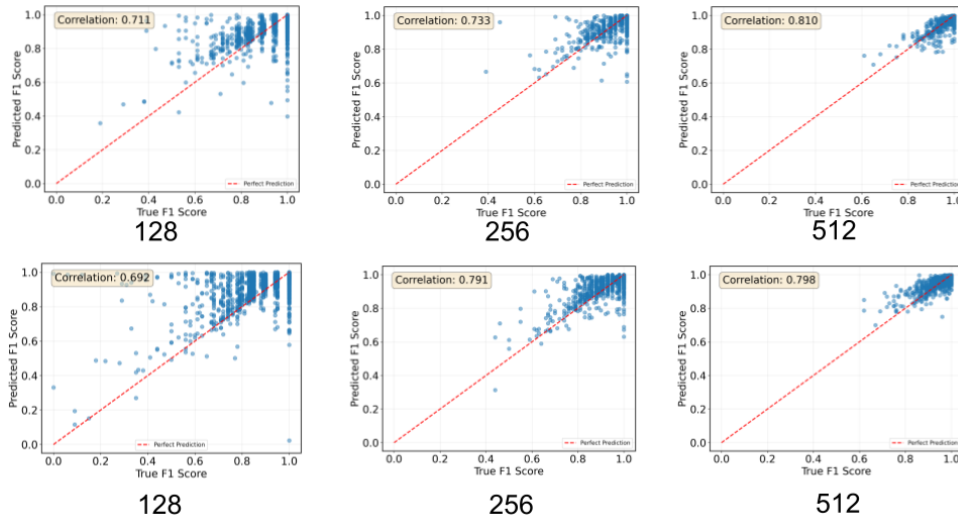 Correlation: 0.711
Predicted F1 Score
1.0
0.8
0.6
0.4
0.2
0.0
Perfect Prediction
0.0 0.2 0.4 0.6 0.8 1.0
True F1 Score
128
Correlation: 0.733
Predicted F1 Score
1.0
0.8
0.6
0.4
0.2
0.0
Perfect Prediction
0.0 0.2 0.4 0.6 0.8 1.0
True F1 Score
256
Correlation: 0.810
Predicted F1 Score
1.0
0.8
0.6
0.4
0.2
0.0
Perfect Prediction
0.0 0.2 0.4 0.6 0.8 1.0
True F1 Score
512
Correlation: 0.692
Predicted F1 Score
1.0
0.8
0.6
0.4
0.2
0.0
Perfect Prediction
0.0 0.2 0.4 0.6 0.8 1.0
True F1 Score
128
Correlation: 0.791
Predicted F1 Score
1.0
0.8
0.6
0.4
0.2
0.0
Perfect Prediction
0.0 0.2 0.4 0.6 0.8 1.0
True F1 Score
256
Correlation: 0.798
Predicted F1 Score
1.0
0.8
0.6
0.4
0.2
0.0
Perfect Prediction
0.0 0.2 0.4 0.6 0.8 1.0
True F1 Score
512